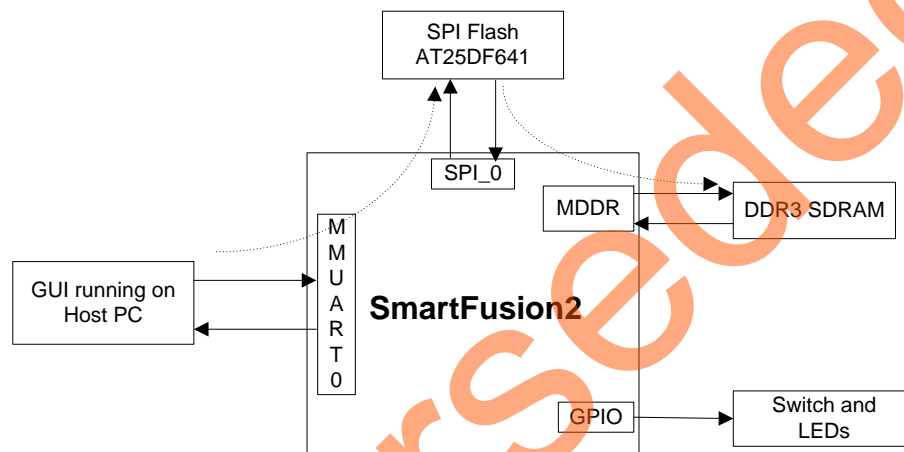 SPI Flash
AT25DF641
SPI_0
MDDR
DDR3 SDRAM
M
M
U
A
R
T
0
GUI running on
Host PC
SmartFusion2
GPIO
Switch and
LEDs